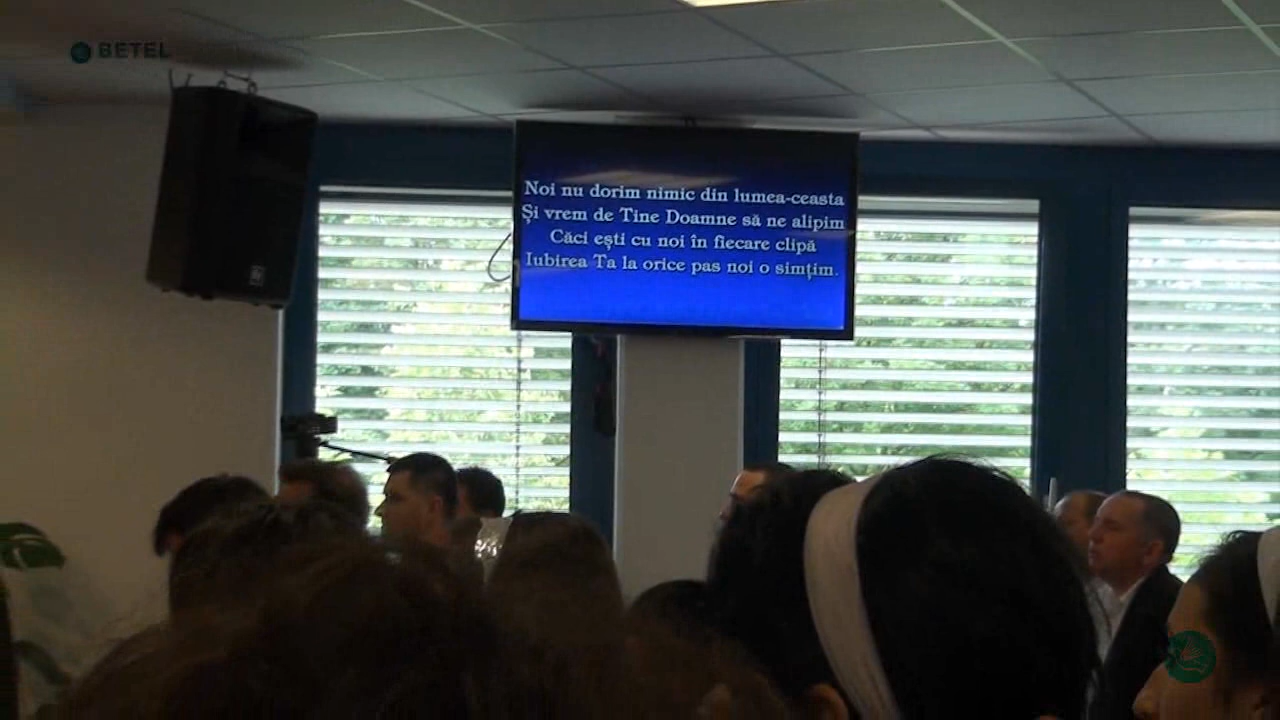 BETEL
Noi nu dorim nimic din lumea-ceasta
Și vrem de Tine Doamne să ne alipim
Căci ești cu noi în fiecare clipă
Iubirea Ta la orice pas noi o simțim.